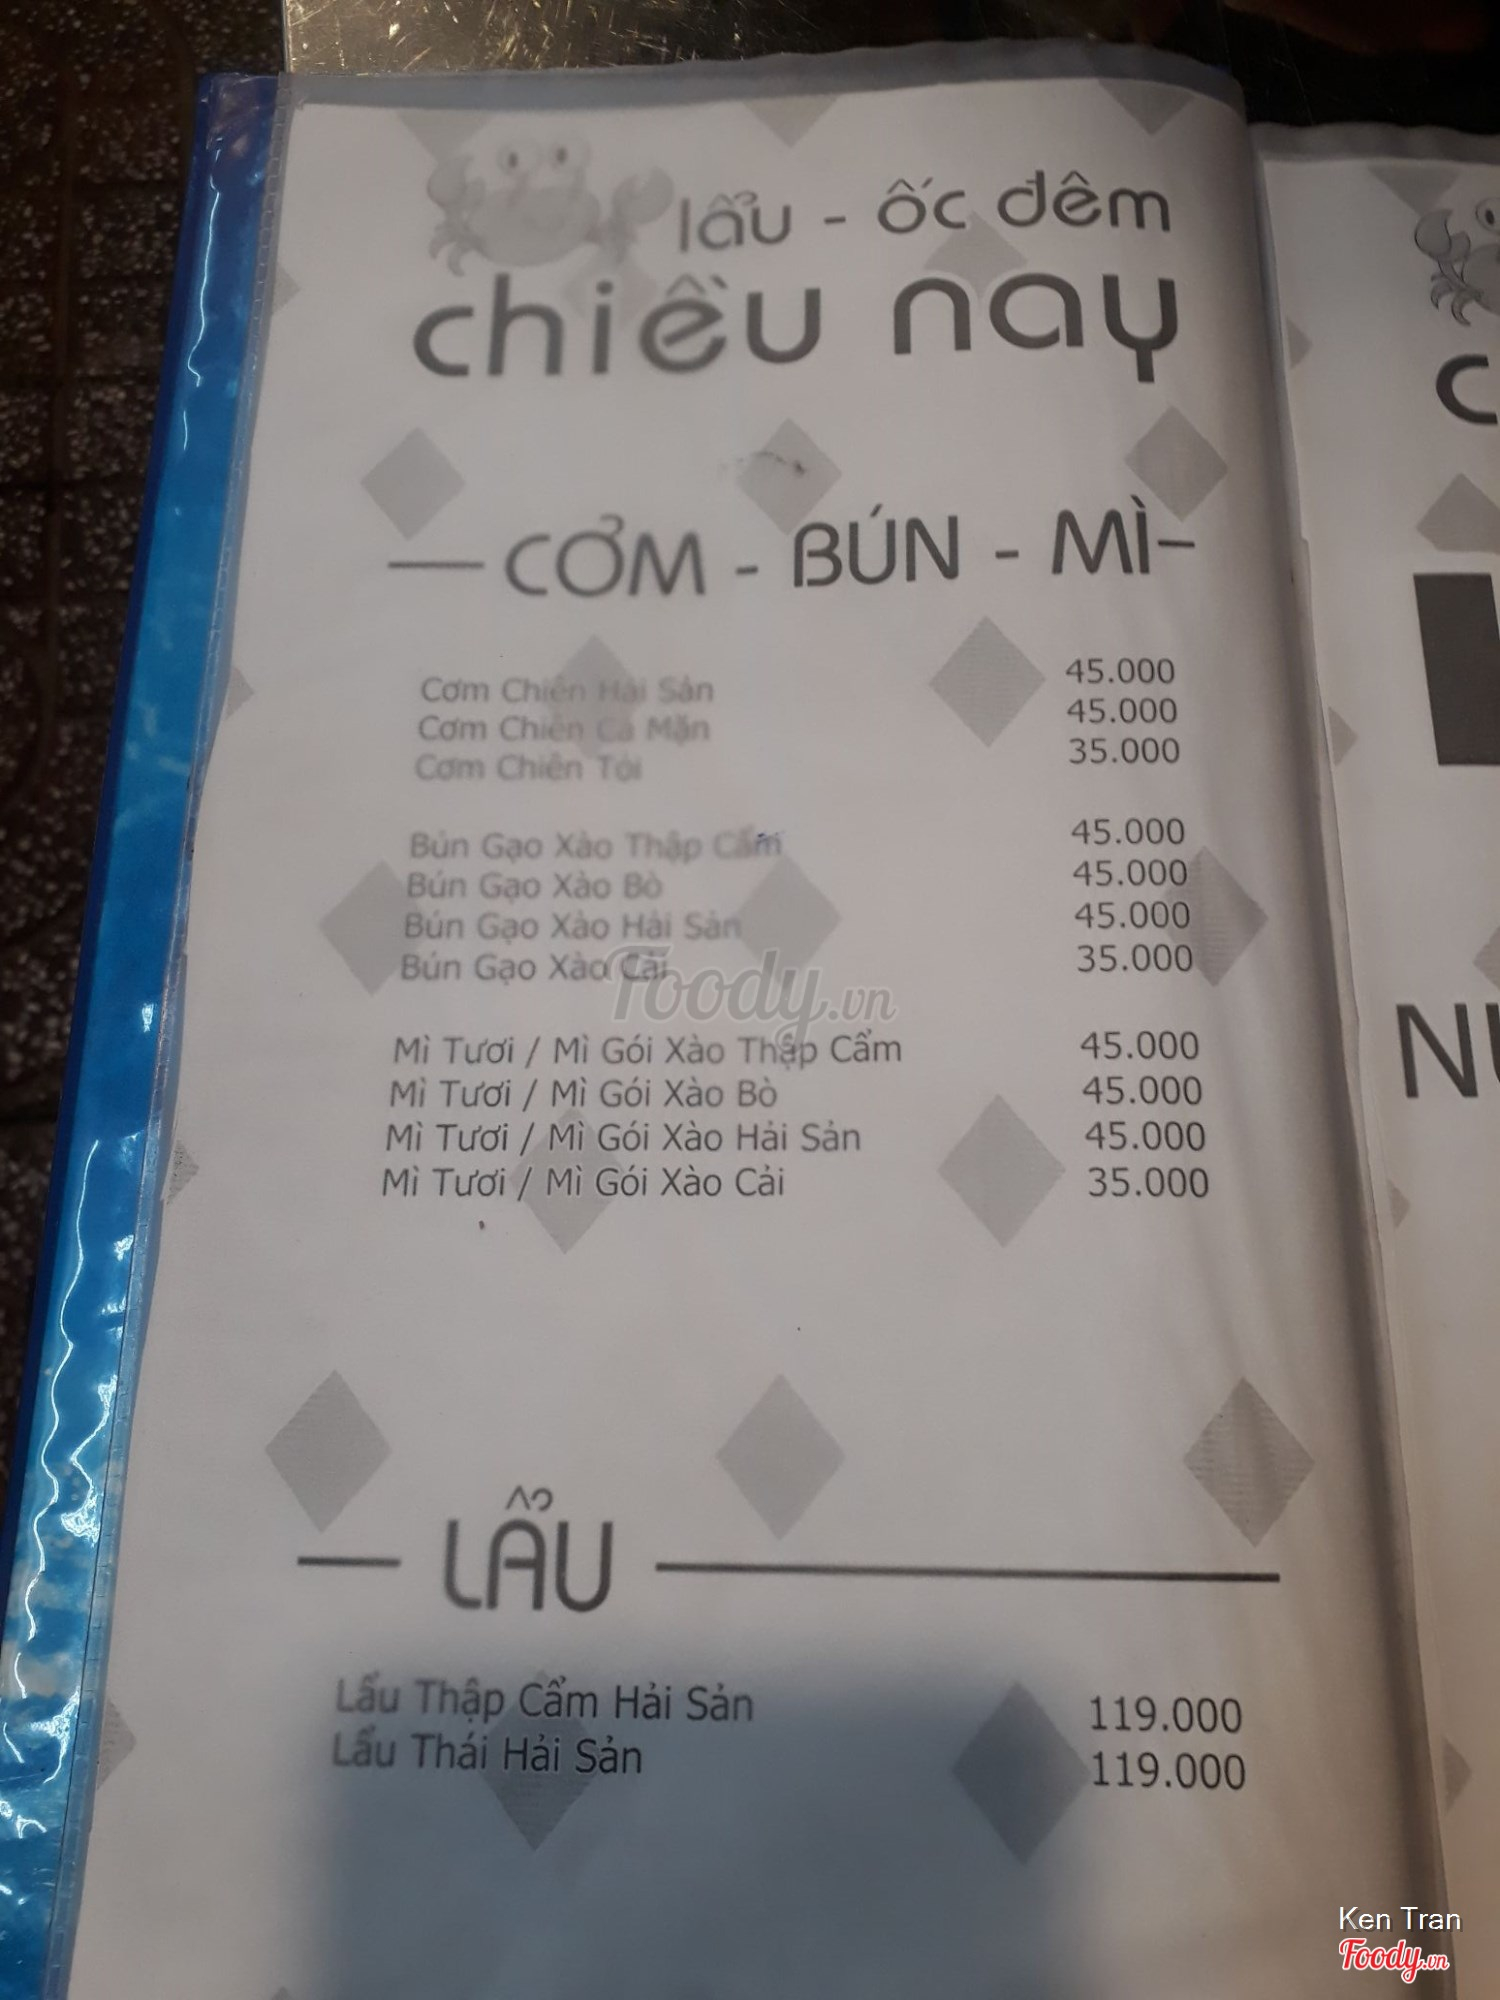 lẩu - ốc đêm
chiều nay
CƠM - BÚN - MÌ
Cơm Chiên Hải Sản 45.000
Cơm Chiên Cá Mặn 45.000
Cơm Chiên Tỏi 35.000
Bún Gạo Xào Thập Cẩm 45.000
Bún Gạo Xào Bò 45.000
Bún Gạo Xào Hải Sản 45.000
Bún Gạo Xào Cải 35.000
Foody.vn
Mì Tươi / Mì Gói Xào Thập Cẩm 45.000
Mì Tươi / Mì Gói Xào Bò 45.000
Mì Tươi / Mì Gói Xào Hải Sản 45.000
Mì Tươi / Mì Gói Xào Cải 35.000
LẨU
Lẩu Thập Cẩm Hải Sản 119.000
Lẩu Thái Hải Sản 119.000
Ken Tran
Foody.vn